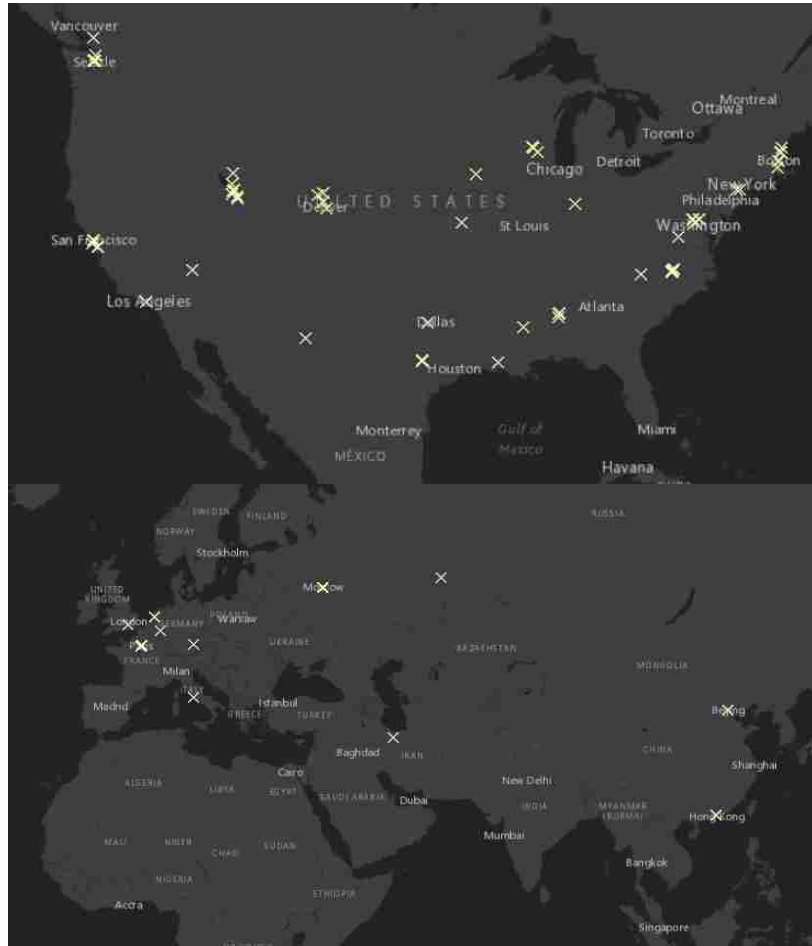 Vancouver
Seattle
Montreal
Ottawa
Toronto
Boston
Detroit
Chicago
New York
UNITED STATES
Denver
Philadelphia
St Louis
Washington
San Francisco
Los Angeles
Atlanta
Dallas
Houston
Gulf of
Mexico
Monterrey
Miami
MÉXICO
Havana
SWEDEN
FINLAND
RUSSIA
NORWAY
Stockholm
UNITED
KINGDOM
Moscow
London
POLAND
Warsaw
GERMANY
Paris
UKRAINE
KAZAKHSTAN
FRANCE
MONGOLIA
Milan
ITALY
Madrid
Istanbul
Beijing
GREECE
TURKEY
Baghdad
IRAN
CHINA
Shanghai
Cairo
New Delhi
ALGERIA
LIBYA
EGYPT
SAUDI ARABIA
Dubai
INDIA
MYANMAR
(BURMA)
Hong Kong
Mumbai
MALI
NIGER
CHAD
SUDAN
Bangkok
NIGERIA
ETHIOPIA
Accra
Singapore